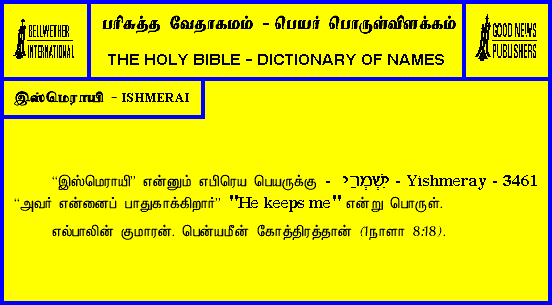 BELLWETHER
INTERNATIONAL
பரிசுத்த வேதாகமம் - பெயர் பொருள்விளக்கம்
THE HOLY BIBLE - DICTIONARY OF NAMES
GOOD NEWS
PUBLISHERS
இஸ்மெராயி - ISHMERAI
“இஸ்மெராயி” என்னும் எபிரெய பெயருக்கு - יִשְׁמְרַי - Yishmeray - 3461
“அவர் என்னைப் பாதுகாக்கிறார்” "He keeps me" என்று பொருள்.
எல்பாலின் குமாரன். பென்யமீன் கோத்திரத்தான் (1நாளா 8:18).